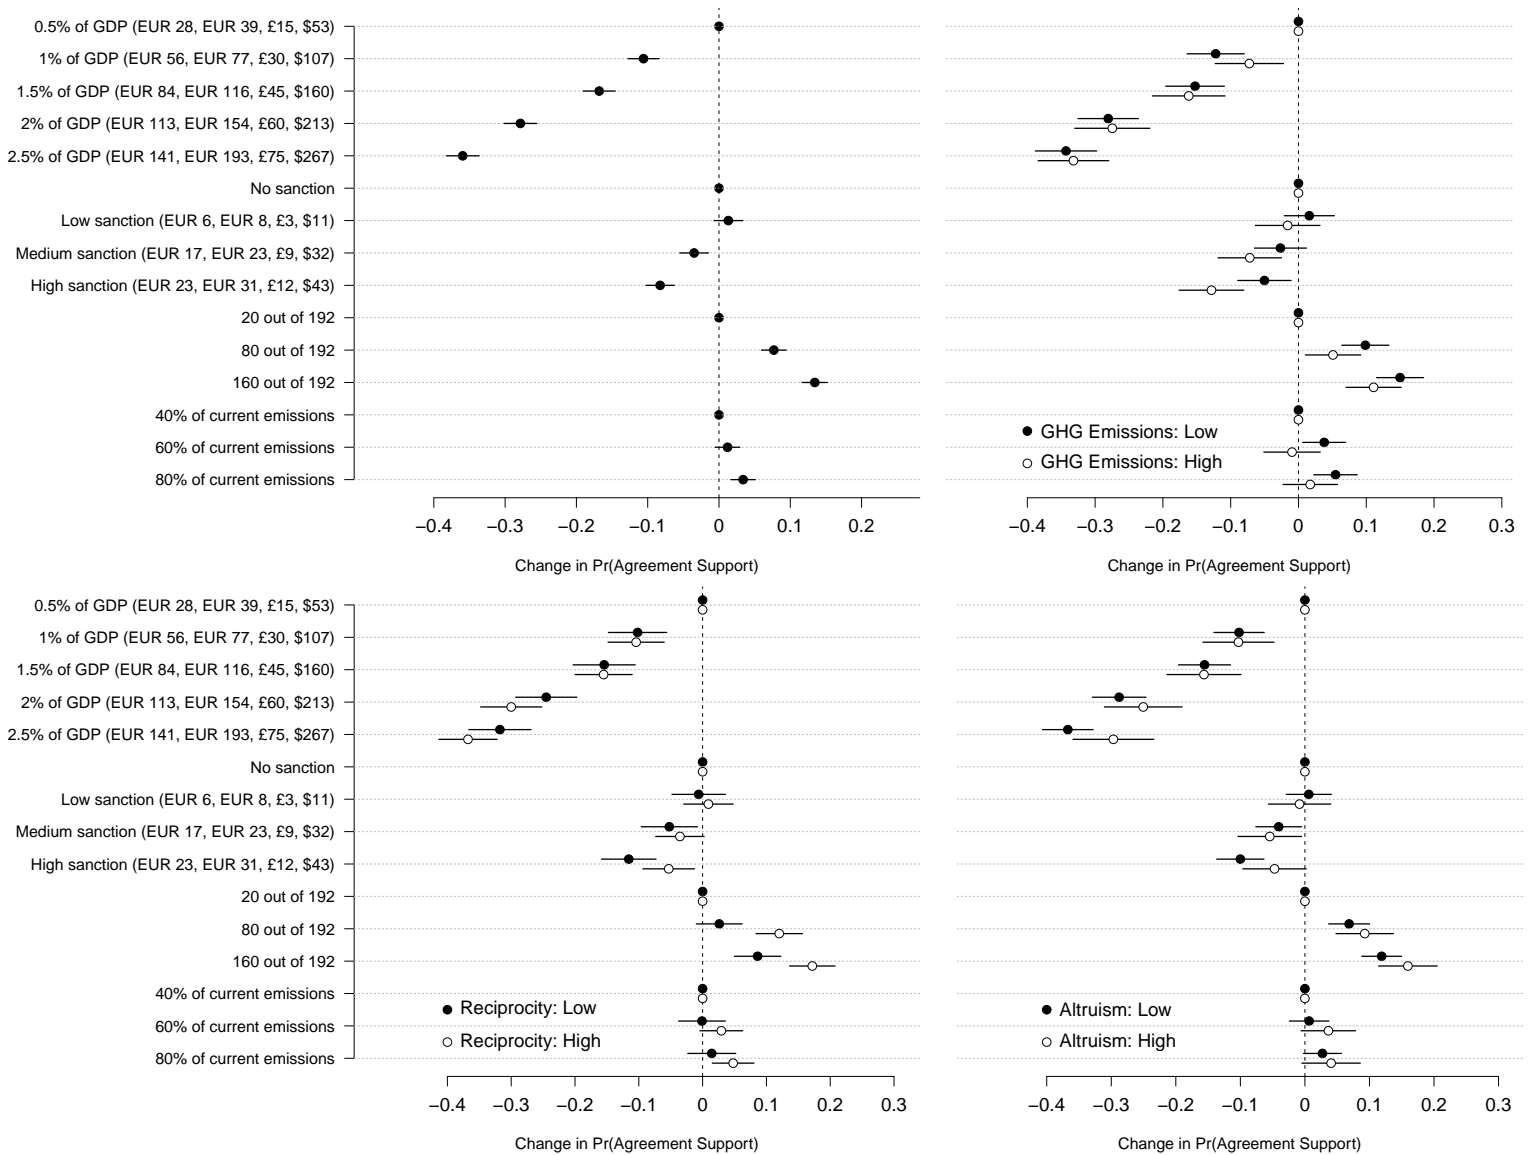 0.5% of GDP (EUR 28, EUR 39, £15, $53)
1% of GDP (EUR 56, EUR 77, £30, $107)
1.5% of GDP (EUR 84, EUR 116, £45, $160)
2% of GDP (EUR 113, EUR 154, £60, $213)
2.5% of GDP (EUR 141, EUR 193, £75, $267)
No sanction
Low sanction (EUR 6, EUR 8, £3, $11)
Medium sanction (EUR 17, EUR 23, £9, $32)
High sanction (EUR 23, EUR 31, £12, $43)
20 out of 192
80 out of 192
160 out of 192
40% of current emissions
60% of current emissions
80% of current emissions
−0.4 −0.3 −0.2 −0.1 0 0.1 0.2
Change in Pr(Agreement Support)
GHG Emissions: Low
GHG Emissions: High
−0.4 −0.3 −0.2 −0.1 0 0.1 0.2 0.3
Change in Pr(Agreement Support)
0.5% of GDP (EUR 28, EUR 39, £15, $53)
1% of GDP (EUR 56, EUR 77, £30, $107)
1.5% of GDP (EUR 84, EUR 116, £45, $160)
2% of GDP (EUR 113, EUR 154, £60, $213)
2.5% of GDP (EUR 141, EUR 193, £75, $267)
No sanction
Low sanction (EUR 6, EUR 8, £3, $11)
Medium sanction (EUR 17, EUR 23, £9, $32)
High sanction (EUR 23, EUR 31, £12, $43)
20 out of 192
80 out of 192
160 out of 192
40% of current emissions
60% of current emissions
80% of current emissions
Reciprocity: Low
Reciprocity: High
−0.4 −0.3 −0.2 −0.1 0 0.1 0.2 0.3
Change in Pr(Agreement Support)
Altruism: Low
Altruism: High
−0.4 −0.3 −0.2 −0.1 0 0.1 0.2 0.3
Change in Pr(Agreement Support)